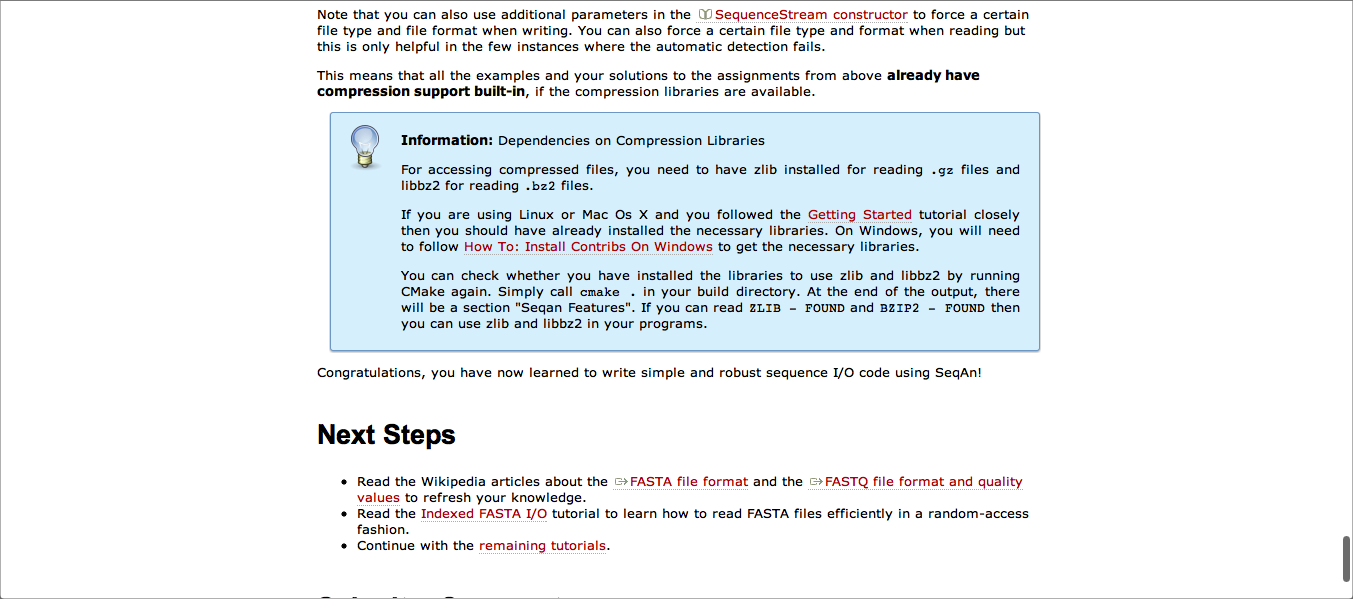 Note that you can also use additional parameters in the SequenceStream constructor to force a certain
file type and file format when writing. You can also force a certain file type and format when reading but
this is only helpful in the few instances where the automatic detection fails.
This means that all the examples and your solutions to the assignments from above already have
compression support built-in, if the compression libraries are available.
Information: Dependencies on Compression Libraries
For accessing compressed files, you need to have zlib installed for reading .gz files and
libbz2 for reading .bz2 files.
If you are using Linux or Mac Os X and you followed the Getting Started tutorial closely
then you should have already installed the necessary libraries. On Windows, you will need
to follow How To: Install Contribs On Windows to get the necessary libraries.
You can check whether you have installed the libraries to use zlib and libbz2 by running
CMake again. Simply call cmake . in your build directory. At the end of the output, there
will be a section "Seqan Features". If you can read ZLIB - FOUND and BZIP2 - FOUND then
you can use zlib and libbz2 in your programs.
Congratulations, you have now learned to write simple and robust sequence I/O code using SeqAn!
Next Steps
• Read the Wikipedia articles about the FASTA file format and the FASTQ file format and quality
values to refresh your knowledge.
• Read the Indexed FASTA I/O tutorial to learn how to read FASTA files efficiently in a random-access
fashion.
• Continue with the remaining tutorials.